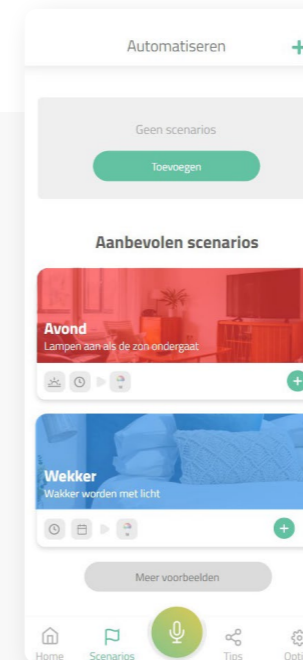 Automatiseren
+
Geen scenarios
Toevoegen
Aanbevolen scenarios
Avond
Lampen aan als de zon ondergaat
+
Wekker
Wakker worden met licht
+
Meer voorbeelden
Home
Scenarios
Tips